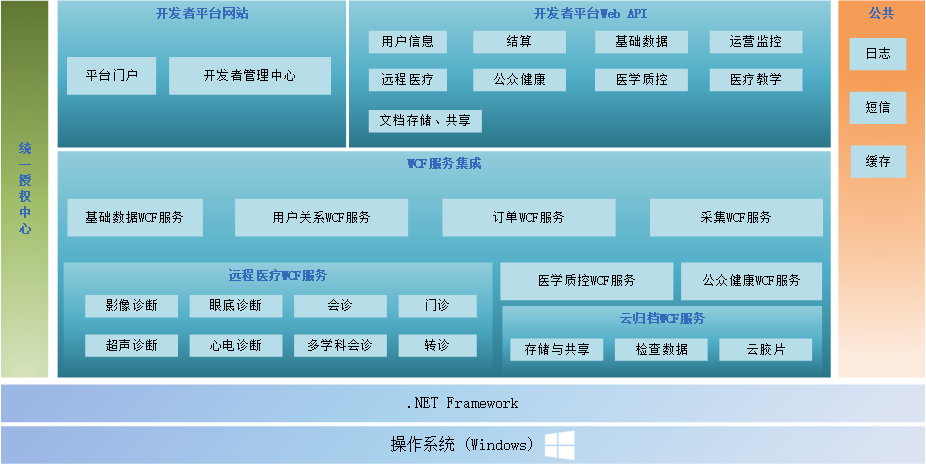 统一授权中心
开发者平台网站
平台门户
开发者管理中心
开发者平台Web API
用户信息
结算
基础数据
运营监控
远程医疗
公众健康
医学质控
医疗教学
文档存储、共享
WCF服务集成
基础数据WCF服务
用户关系WCF服务
订单WCF服务
采集WCF服务
远程医疗WCF服务
影像诊断
眼底诊断
会诊
门诊
超声诊断
心电诊断
多学科会诊
转诊
医学质控WCF服务
公众健康WCF服务
云归档WCF服务
存储与共享
检查数据
云胶片
公共
日志
短信
缓存
.NET Framework
操作系统 (Windows)